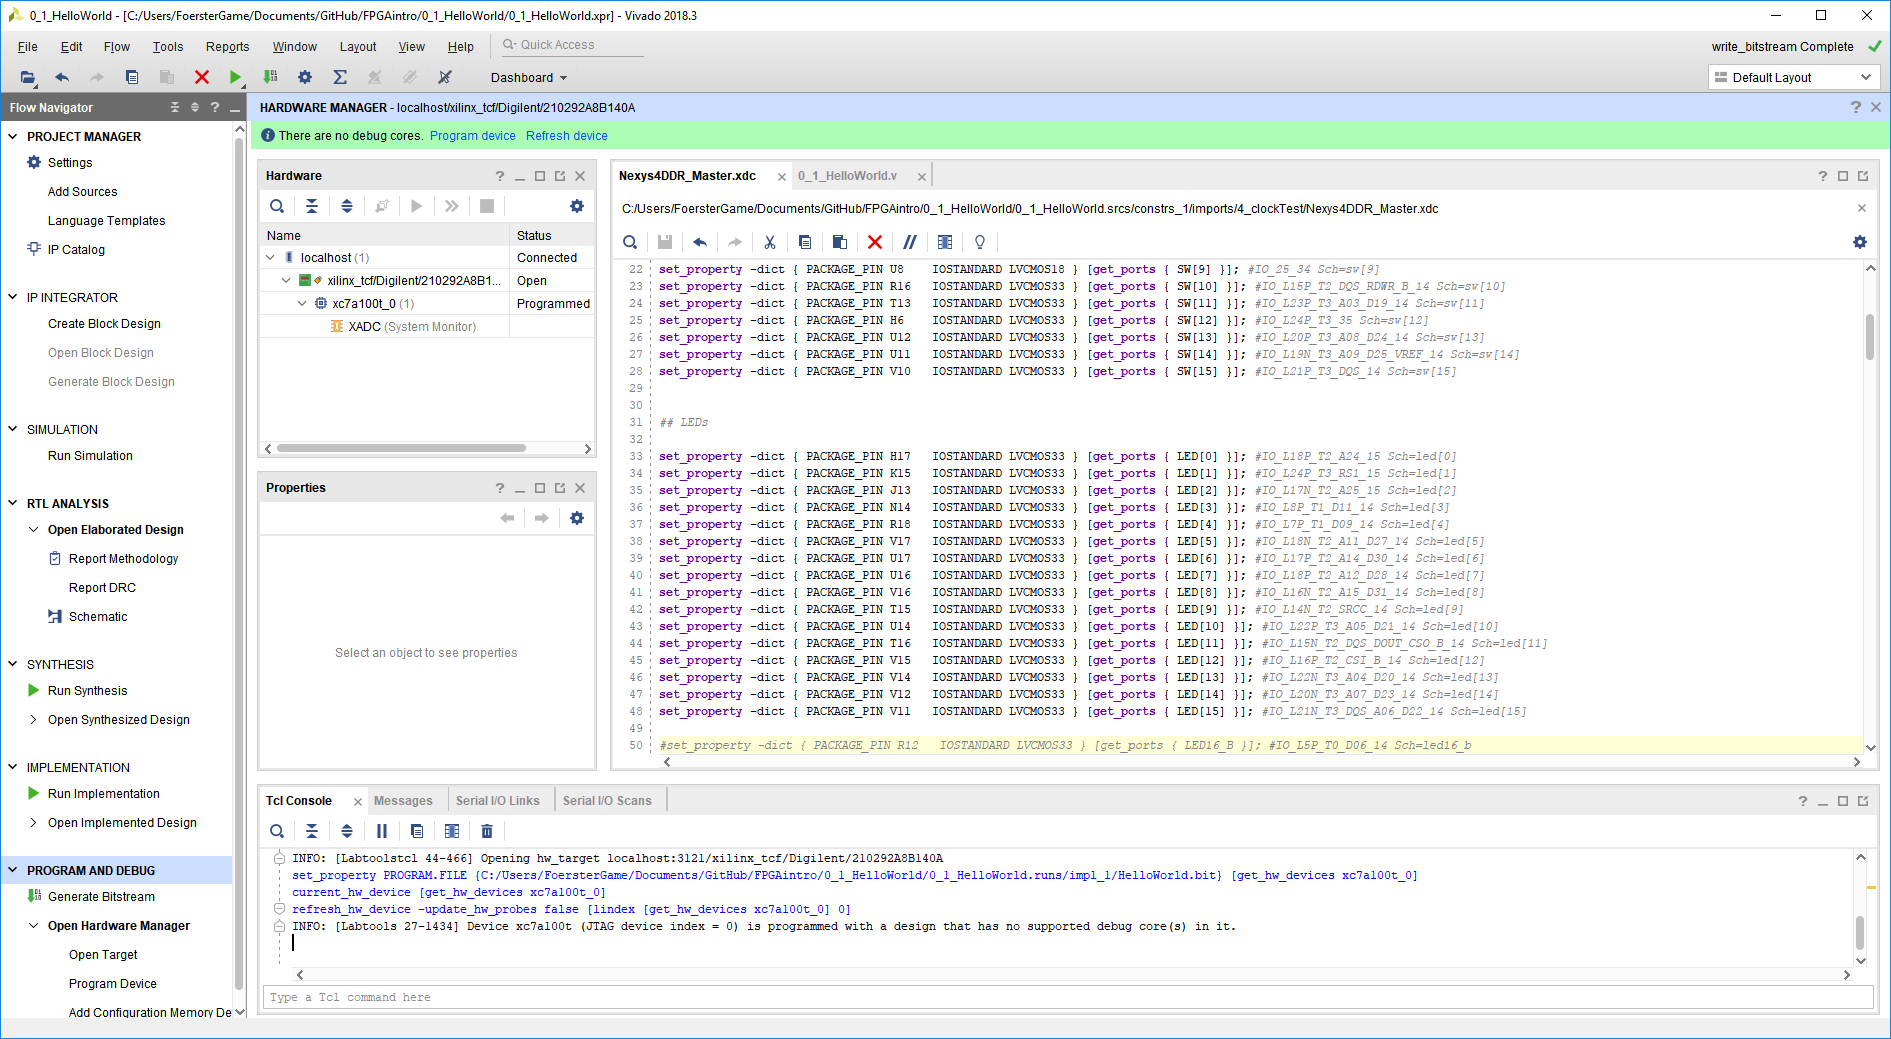 0_1_HelloWorld - [C:/Users/FoersterGame/Documents/GitHub/FPGAintro/0_1_HelloWorld/0_1_HelloWorld.xpr] - Vivado 2018.3
File Edit Flow Tools Reports Window Layout View Help Quick Access write_bitstream Complete
Dashboard Default Layout
Flow Navigator
PROJECT MANAGER
Settings
Add Sources
Language Templates
IP Catalog
IP INTEGRATOR
Create Block Design
Open Block Design
Generate Block Design
SIMULATION
Run Simulation
RTL ANALYSIS
Open Elaborated Design
Report Methodology
Report DRC
Schematic
SYNTHESIS
Run Synthesis
Open Synthesized Design
IMPLEMENTATION
Run Implementation
Open Implemented Design
PROGRAM AND DEBUG
Generate Bitstream
Open Hardware Manager
Open Target
Program Device
Add Configuration Memory De
HARDWARE MANAGER - localhost/xilinx_tcf/Digilent/210292A8B140A
There are no debug cores. Program device Refresh device
Hardware
Name Status
localhost (1) Connected
xilinx_tcf/Digilent/210292A8B1... Open
xc7a100t_0 (1) Programmed
XADC (System Monitor)
Properties
Select an object to see properties
Nexys4DDR_Master.xdc 0_1_HelloWorld.v
C:/Users/FoersterGame/Documents/GitHub/FPGAintro/0_1_HelloWorld/0_1_HelloWorld.srcs/constrs_1/imports/4_clockTest/Nexys4DDR_Master.xdc
22 set_property -dict { PACKAGE_PIN U8 IOSTANDARD LVCMOS18 } [get_ports { SW[9] }]; #IO_25_34 Sch=sw[9]
23 set_property -dict { PACKAGE_PIN R16 IOSTANDARD LVCMOS33 } [get_ports { SW[10] }]; #IO_L15P_T2_DQS_RDWR_B_14 Sch=sw[10]
24 set_property -dict { PACKAGE_PIN T13 IOSTANDARD LVCMOS33 } [get_ports { SW[11] }]; #IO_L23P_T3_A03_D19_14 Sch=sw[11]
25 set_property -dict { PACKAGE_PIN H6 IOSTANDARD LVCMOS33 } [get_ports { SW[12] }]; #IO_L24P_T3_35 Sch=sw[12]
26 set_property -dict { PACKAGE_PIN U12 IOSTANDARD LVCMOS33 } [get_ports { SW[13] }]; #IO_L20P_T3_A08_D24_14 Sch=sw[13]
27 set_property -dict { PACKAGE_PIN U11 IOSTANDARD LVCMOS33 } [get_ports { SW[14] }]; #IO_L19N_T3_A09_D25_VREF_14 Sch=sw[14]
28 set_property -dict { PACKAGE_PIN V10 IOSTANDARD LVCMOS33 } [get_ports { SW[15] }]; #IO_L21P_T3_DQS_14 Sch=sw[15]
29
30
31 ## LEDs
32
33 set_property -dict { PACKAGE_PIN H17 IOSTANDARD LVCMOS33 } [get_ports { LED[0] }]; #IO_L18P_T2_A24_15 Sch=led[0]
34 set_property -dict { PACKAGE_PIN K15 IOSTANDARD LVCMOS33 } [get_ports { LED[1] }]; #IO_L24P_T3_RS1_15 Sch=led[1]
35 set_property -dict { PACKAGE_PIN J13 IOSTANDARD LVCMOS33 } [get_ports { LED[2] }]; #IO_L17N_T2_A25_15 Sch=led[2]
36 set_property -dict { PACKAGE_PIN N14 IOSTANDARD LVCMOS33 } [get_ports { LED[3] }]; #IO_L8P_T1_D11_14 Sch=led[3]
37 set_property -dict { PACKAGE_PIN R18 IOSTANDARD LVCMOS33 } [get_ports { LED[4] }]; #IO_L7P_T1_D09_14 Sch=led[4]
38 set_property -dict { PACKAGE_PIN V17 IOSTANDARD LVCMOS33 } [get_ports { LED[5] }]; #IO_L18N_T2_A11_D27_14 Sch=led[5]
39 set_property -dict { PACKAGE_PIN U17 IOSTANDARD LVCMOS33 } [get_ports { LED[6] }]; #IO_L17P_T2_A14_D30_14 Sch=led[6]
40 set_property -dict { PACKAGE_PIN U16 IOSTANDARD LVCMOS33 } [get_ports { LED[7] }]; #IO_L18P_T2_A12_D28_14 Sch=led[7]
41 set_property -dict { PACKAGE_PIN V16 IOSTANDARD LVCMOS33 } [get_ports { LED[8] }]; #IO_L16N_T2_A15_D31_14 Sch=led[8]
42 set_property -dict { PACKAGE_PIN T15 IOSTANDARD LVCMOS33 } [get_ports { LED[9] }]; #IO_L14N_T2_SRCC_14 Sch=led[9]
43 set_property -dict { PACKAGE_PIN U14 IOSTANDARD LVCMOS33 } [get_ports { LED[10] }]; #IO_L22P_T3_A05_D21_14 Sch=led[10]
44 set_property -dict { PACKAGE_PIN T16 IOSTANDARD LVCMOS33 } [get_ports { LED[11] }]; #IO_L15N_T2_DQS_DOUT_CSO_B_14 Sch=led[11]
45 set_property -dict { PACKAGE_PIN V15 IOSTANDARD LVCMOS33 } [get_ports { LED[12] }]; #IO_L16P_T2_CSI_B_14 Sch=led[12]
46 set_property -dict { PACKAGE_PIN V14 IOSTANDARD LVCMOS33 } [get_ports { LED[13] }]; #IO_L22N_T3_A04_D20_14 Sch=led[13]
47 set_property -dict { PACKAGE_PIN V12 IOSTANDARD LVCMOS33 } [get_ports { LED[14] }]; #IO_L20N_T3_A07_D23_14 Sch=led[14]
48 set_property -dict { PACKAGE_PIN V11 IOSTANDARD LVCMOS33 } [get_ports { LED[15] }]; #IO_L21N_T3_DQS_A06_D22_14 Sch=led[15]
49
50 #set_property -dict { PACKAGE_PIN R12 IOSTANDARD LVCMOS33 } [get_ports { LED16_B }]; #IO_L5P_T0_D06_14 Sch=led16_b
Tcl Console Messages Serial I/O Links Serial I/O Scans
INFO: [Labtoolstcl 44-466] Opening hw_target localhost:3121/xilinx_tcf/Digilent/210292A8B140A
set_property PROGRAM.FILE {C:/Users/FoersterGame/Documents/GitHub/FPGAintro/0_1_HelloWorld/0_1_HelloWorld.runs/impl_1/HelloWorld.bit} [get_hw_devices xc7a100t_0]
current_hw_device [get_hw_devices xc7a100t_0]
refresh_hw_device -update_hw_probes false [lindex [get_hw_devices xc7a100t_0] 0]
INFO: [Labtools 27-1434] Device xc7a100t (JTAG device index = 0) is programmed with a design that has no supported debug core(s) in it.
Type a Tcl command here